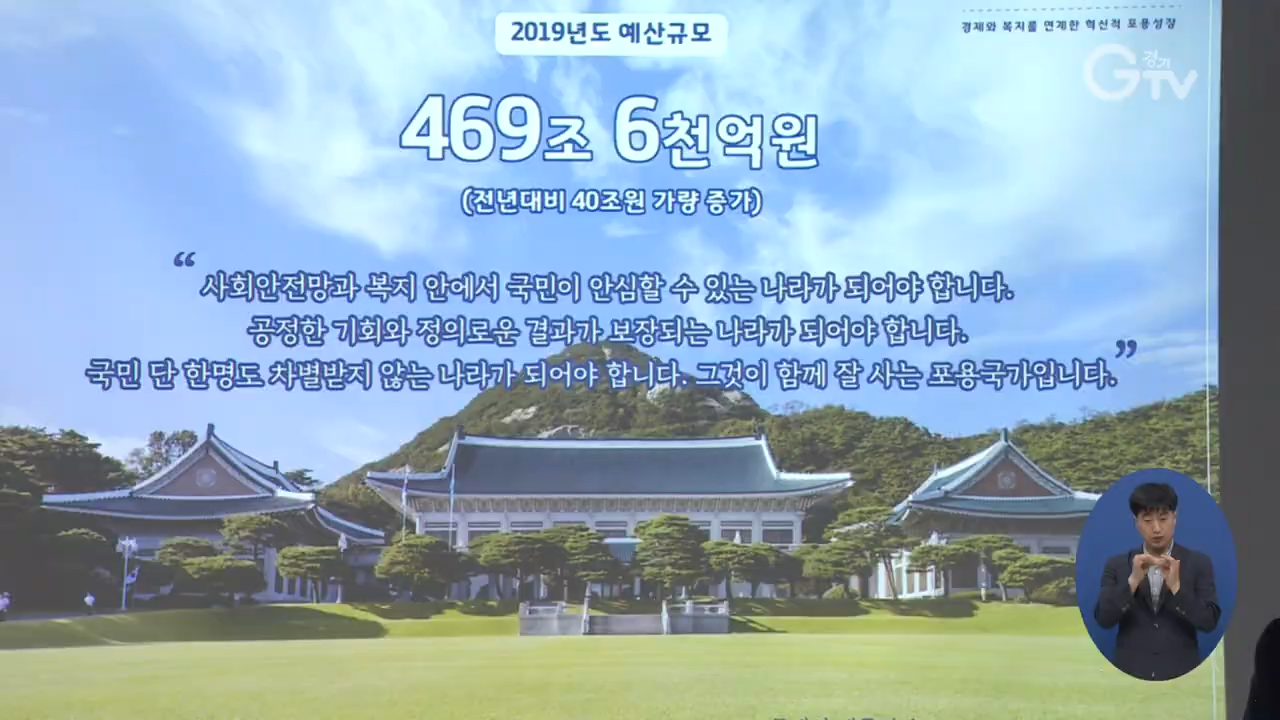 2019년도 예산규모
경제와 복지를 연계한 혁신적 포용성장
경기
GTV
469조 6천억원
(전년대비 40조원 가량 증가)
“ 사회안전망과 복지 안에서 국민이 안심할 수 있는 나라가 되어야 합니다.
공정한 기회와 정의로운 결과가 보장되는 나라가 되어야 합니다.
국민 단 한명도 차별받지 않는 나라가 되어야 합니다. 그것이 함께 잘 사는 포용국가입니다. ”